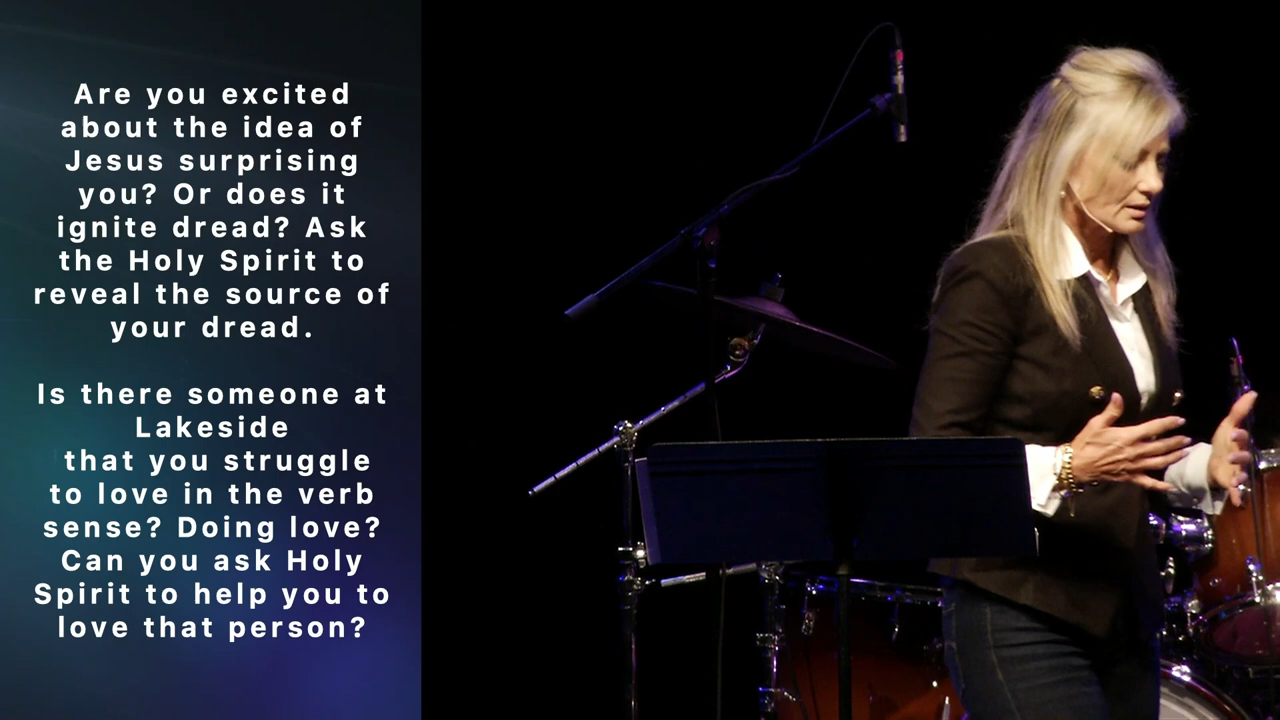 Are you excited
about the idea of
Jesus surprising
you? Or does it
ignite dread? Ask
the Holy Spirit to
reveal the source of
your dread.
Is there someone at
Lakeside
that you struggle
to love in the verb
sense? Doing love?
Can you ask Holy
Spirit to help you to
love that person?